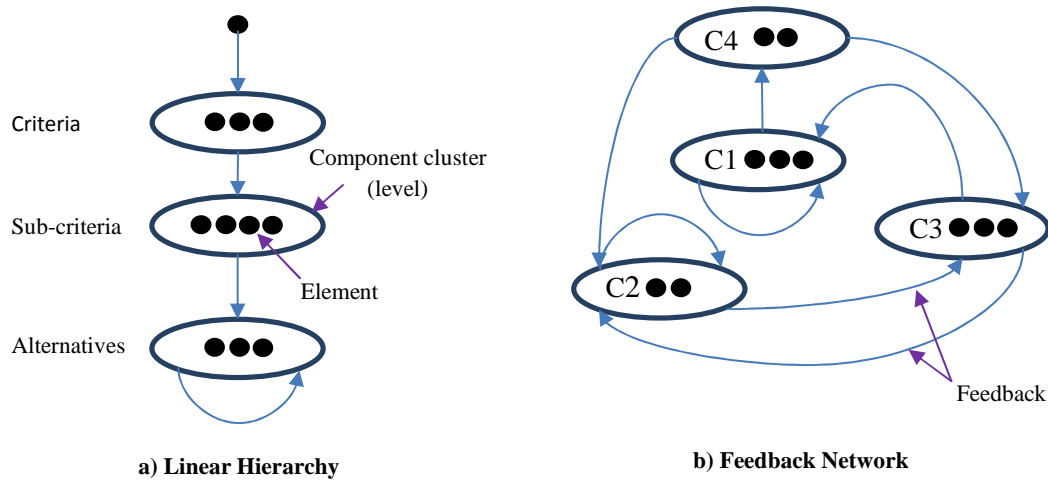 Criteria
Component cluster
(level)
Sub-criteria
Element
Alternatives
a) Linear Hierarchy
C4
C1
C3
C2
Feedback
b) Feedback Network